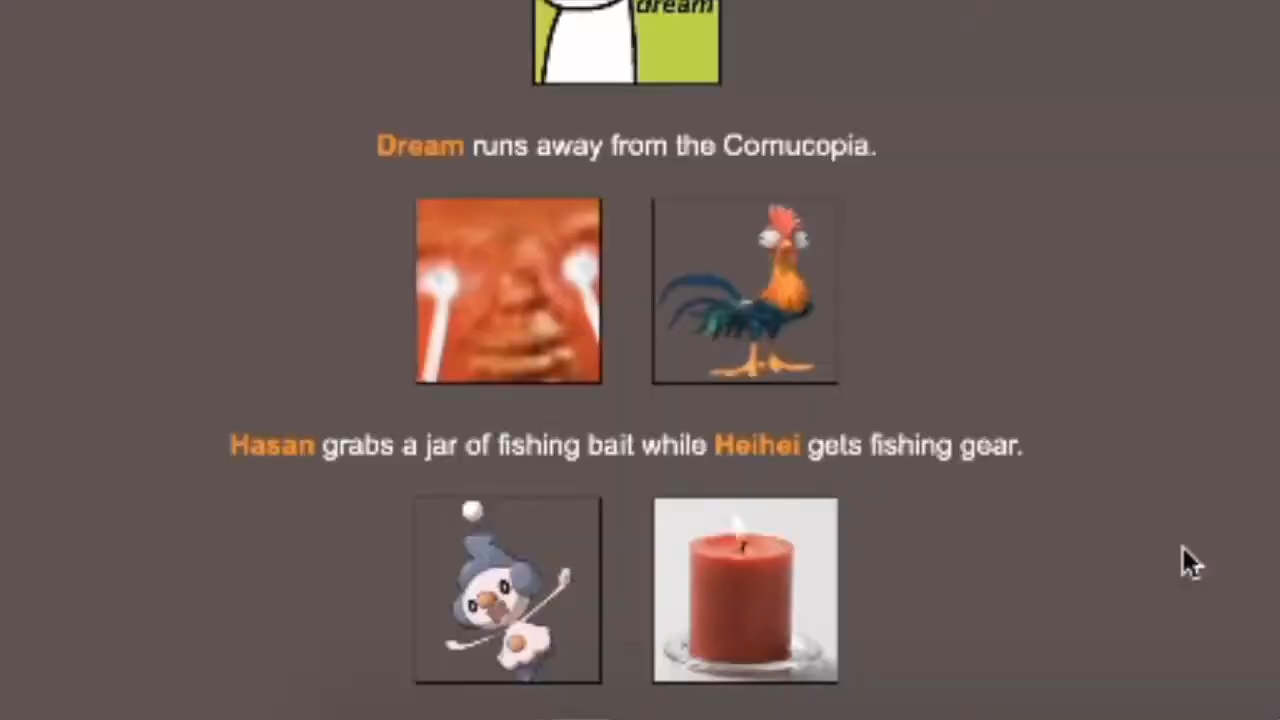 dream
Dream runs away from the Cornucopia.
Hasan grabs a jar of fishing bait while Heihei gets fishing gear.